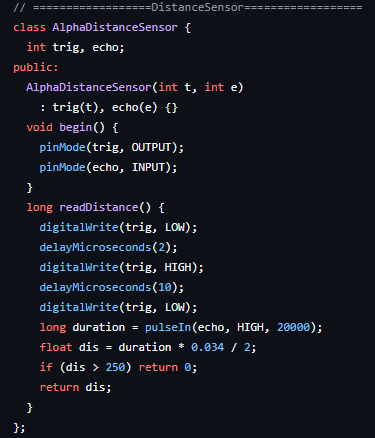 // ==================DistanceSensor==================
class AlphaDistanceSensor {
  int trig, echo;
public:
  AlphaDistanceSensor(int t, int e)
    : trig(t), echo(e) {}
  void begin() {
    pinMode(trig, OUTPUT);
    pinMode(echo, INPUT);
  }
  long readDistance() {
    digitalWrite(trig, LOW);
    delayMicroseconds(2);
    digitalWrite(trig, HIGH);
    delayMicroseconds(10);
    digitalWrite(trig, LOW);
    long duration = pulseIn(echo, HIGH, 20000);
    float dis = duration * 0.034 / 2;
    if (dis > 250) return 0;
    return dis;
  }
};